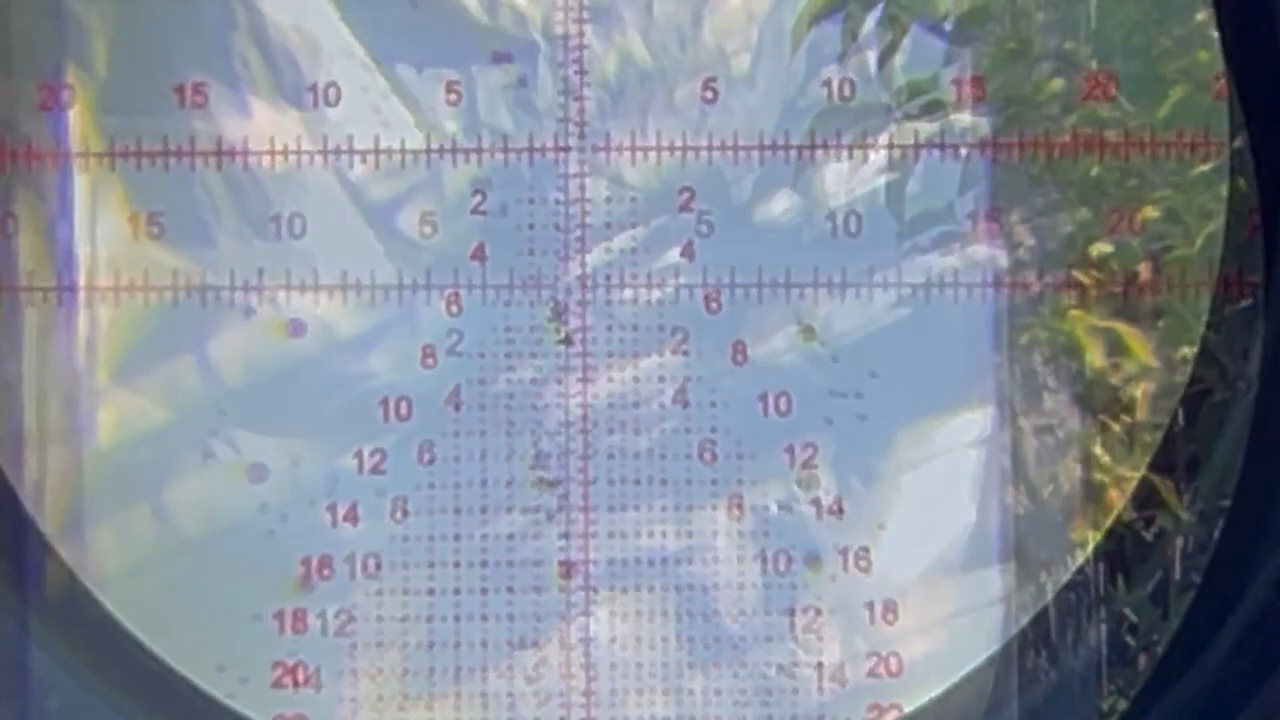 20 15 10 5 5 10 15 20
2 2
15 10 5 5 10 15 20
4 4
6 6
2 2
8 8
10 4 4 10
12 6 6 12
14 8 8 14
16 10 10 16
18 12 12 18
20 14 14 20